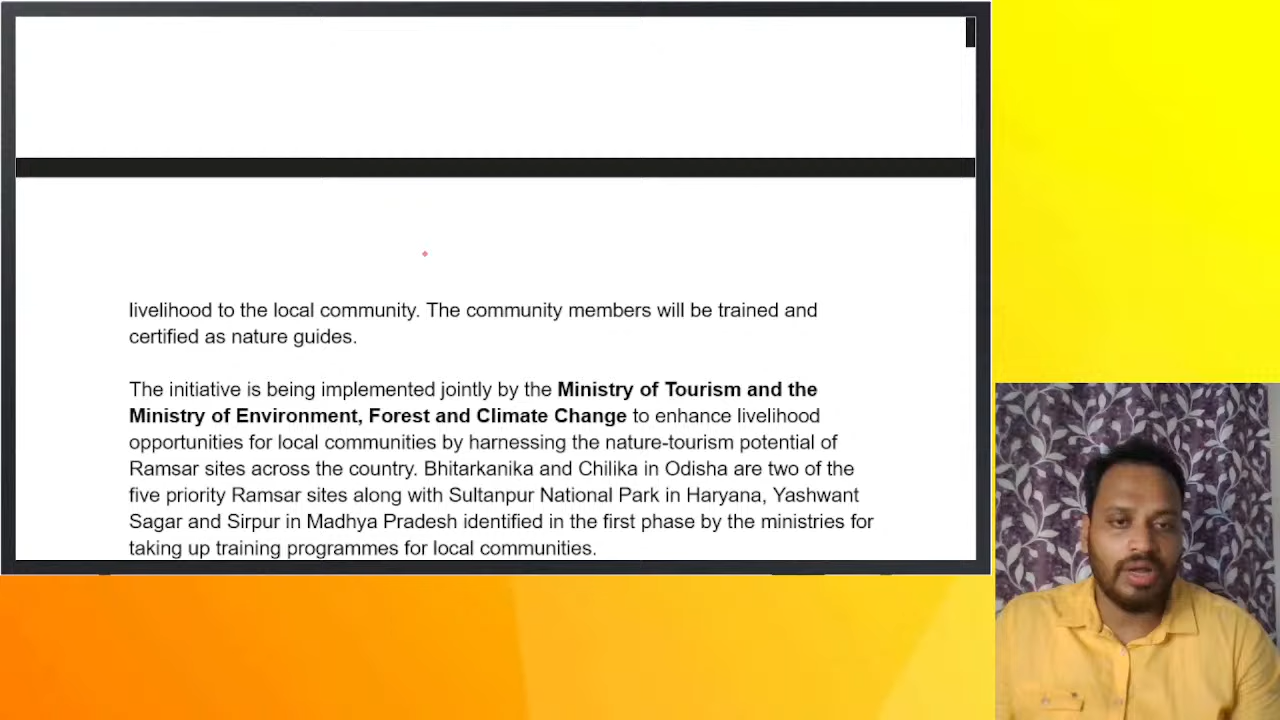 livelihood to the local community. The community members will be trained and
certified as nature guides.
The initiative is being implemented jointly by the Ministry of Tourism and the
Ministry of Environment, Forest and Climate Change to enhance livelihood
opportunities for local communities by harnessing the nature-tourism potential of
Ramsar sites across the country. Bhitarkanika and Chilika in Odisha are two of the
five priority Ramsar sites along with Sultanpur National Park in Haryana, Yashwant
Sagar and Sirpur in Madhya Pradesh identified in the first phase by the ministries for
taking up training programmes for local communities.